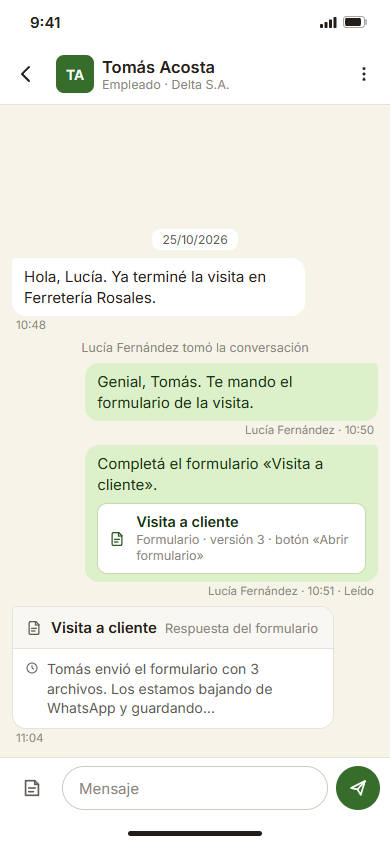 9:41
TA
Tomás Acosta
Empleado · Delta S.A.
25/10/2026
Hola, Lucía. Ya terminé la visita en
Ferretería Rosales.
10:48
Lucía Fernández tomó la conversación
Genial, Tomás. Te mando el
formulario de la visita.
Lucía Fernández · 10:50
Completá el formulario «Visita a
cliente».
Visita a cliente
Formulario · versión 3 · botón «Abrir
formulario»
Lucía Fernández · 10:51 · Leído
Visita a cliente Respuesta del formulario
Tomás envió el formulario con 3
archivos. Los estamos bajando de
WhatsApp y guardando...
11:04
Mensaje